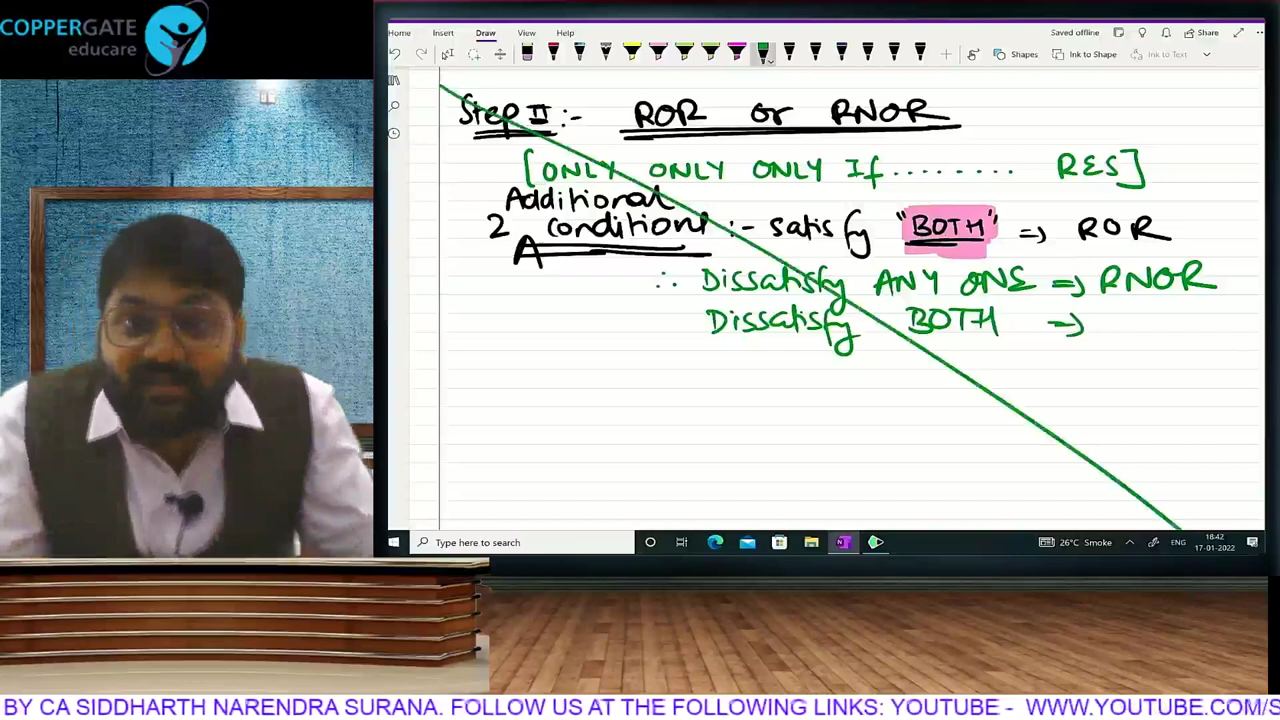 COPPERGATE
educare
Home Insert Draw View Help
Saved offline
Share
Shapes
Ink to Shape
Ink to Text
Step II :- ROR or RNOR
[ONLY ONLY ONLY If ........ RES]
Additional
2 conditions :- satisfy "BOTH" => ROR
A
∴ Dissatisfy ANY ONE => RNOR
Dissatisfy BOTH =>
Type here to search
26°C Smoke
ENG
18:42
17-01-2022
BY CA SIDDHARTH NARENDRA SURANA. FOLLOW US AT THE FOLLOWING LINKS: YOUTUBE - WWW.YOUTUBE.COM/S